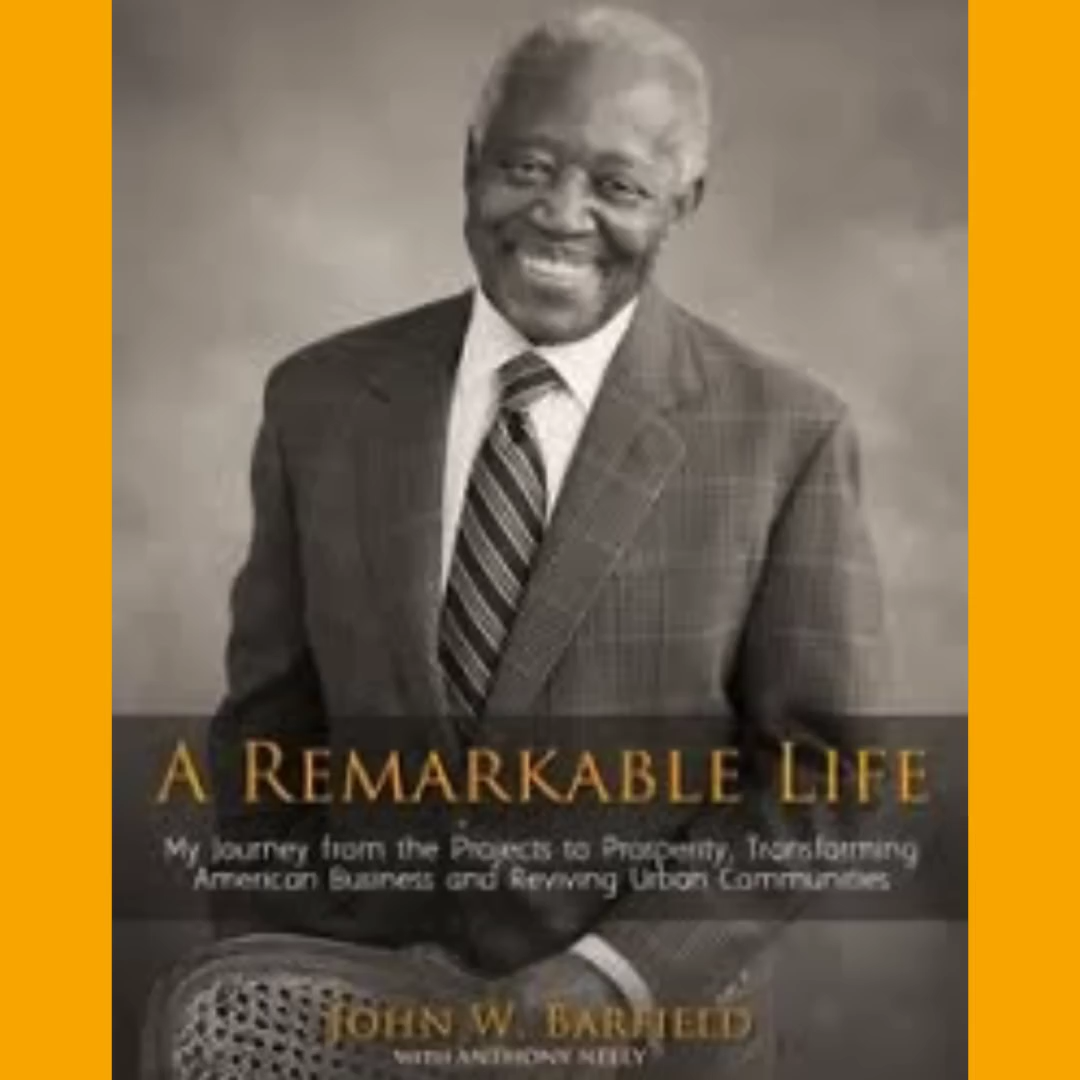 A REMARKABLE LIFE
My Journey from the Projects to Prosperity, Transforming
American Business and Reviving Urban Communities
JOHN W. BARFIELD
WITH ANTHONY NEELY